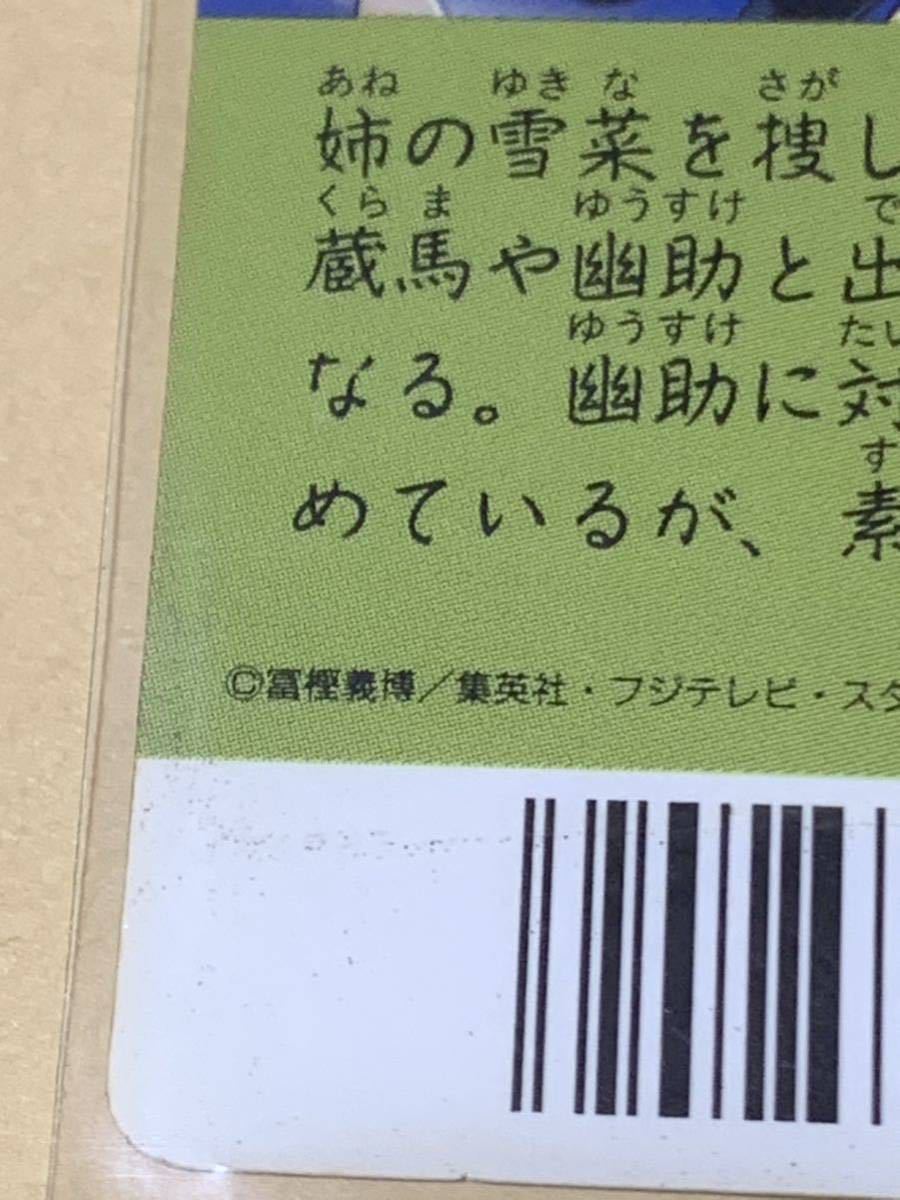 あね ゆき な さが
姉の雪菜を捜し
くら ま ゆうすけ で
蔵馬や幽助と出
ゆうすけ たい
なる。幽助に対
す
めているが、素
©冨樫義博／集英社・フジテレビ・スタ